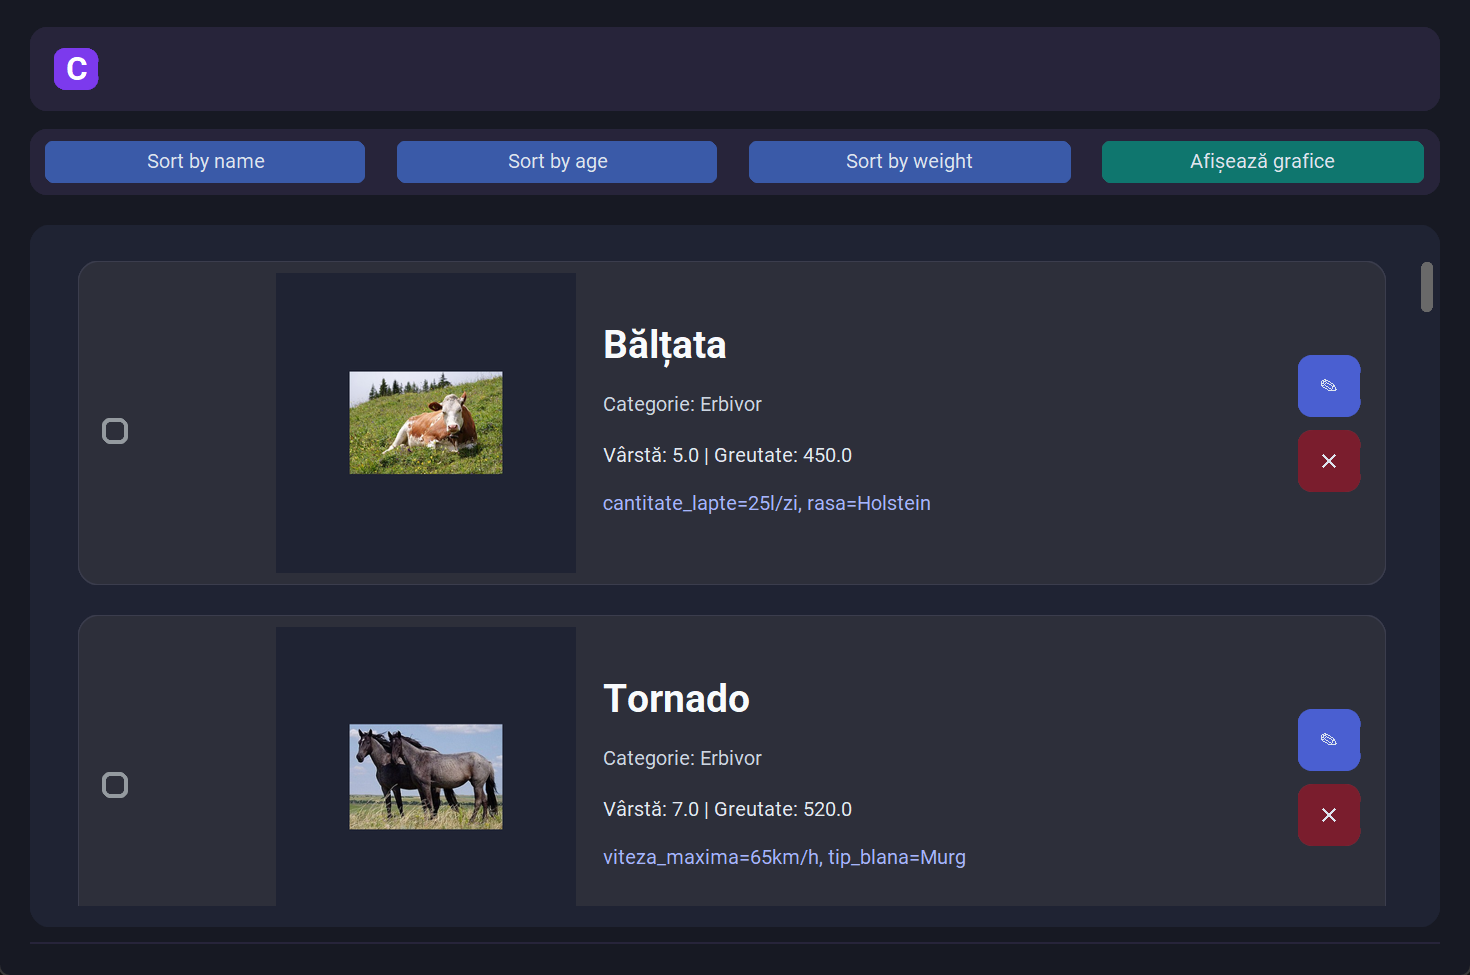 C
Sort by name
Sort by age
Sort by weight
Afișează grafice
Bălțata
Categorie: Erbivor
Vârstă: 5.0 | Greutate: 450.0
cantitate_lapte=25l/zi, rasa=Holstein
Tornado
Categorie: Erbivor
Vârstă: 7.0 | Greutate: 520.0
viteza_maxima=65km/h, tip_blana=Murg